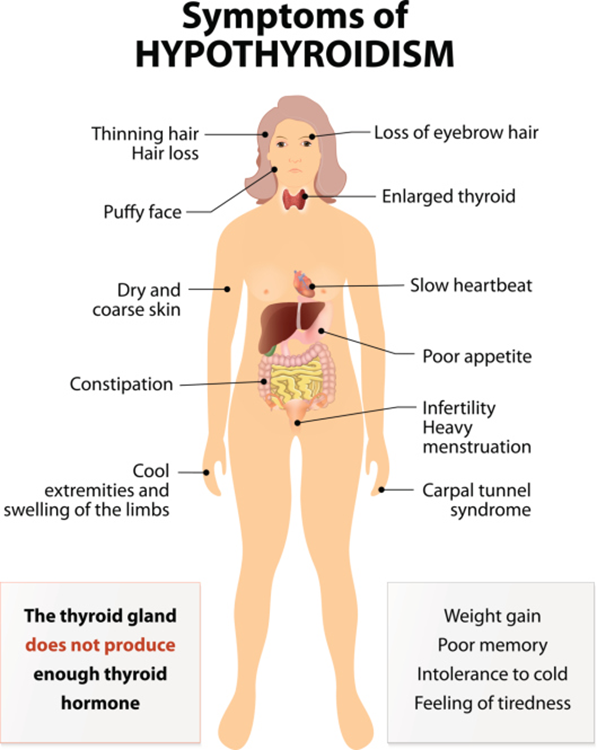 Symptoms of
HYPOTHYROIDISM
Thinning hair
Hair loss
Loss of eyebrow hair
Puffy face
Enlarged thyroid
Dry and
coarse skin
Slow heartbeat
Poor appetite
Constipation
Infertility
Heavy
menstruation
Cool
extremities and
swelling of the limbs
Carpal tunnel
syndrome
The thyroid gland
does not produce
enough thyroid
hormone
Weight gain
Poor memory
Intolerance to cold
Feeling of tiredness